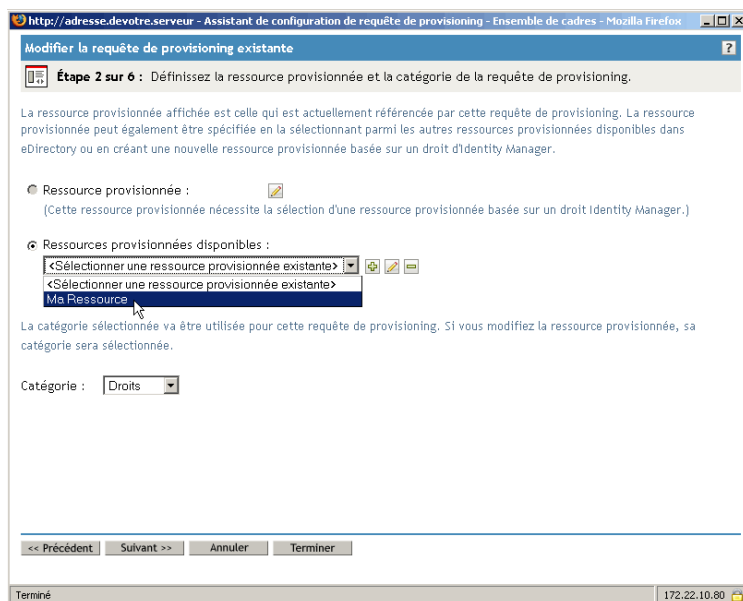 http://adresse.devotre.serveur - Assistant de configuration de requête de provisioning - Ensemble de cadres - Mozilla Firefox
Modifier la requête de provisioning existante
?
Étape 2 sur 6 : Définissez la ressource provisionnée et la catégorie de la requête de provisioning.
La ressource provisionnée affichée est celle qui est actuellement référencée par cette requête de provisioning. La ressource
provisionnée peut également être spécifiée en la sélectionnant parmi les autres ressources provisionnées disponibles dans
eDirectory ou en créant une nouvelle ressource provisionnée basée sur un droit d'Identity Manager.
Ressource provisionnée :
(Cette ressource provisionnée nécessite la sélection d'une ressource provisionnée basée sur un droit Identity Manager.)
Ressources provisionnées disponibles :
<Sélectionner une ressource provisionnée existante>
<Sélectionner une ressource provisionnée existante>
Ma Ressource
La catégorie sélectionnée va être utilisée pour cette requête de provisioning. Si vous modifiez la ressource provisionnée, sa
catégorie sera sélectionnée.
Catégorie : Droits
<< Précédent Suivant >> Annuler Terminer
Terminé 172.22.10.80